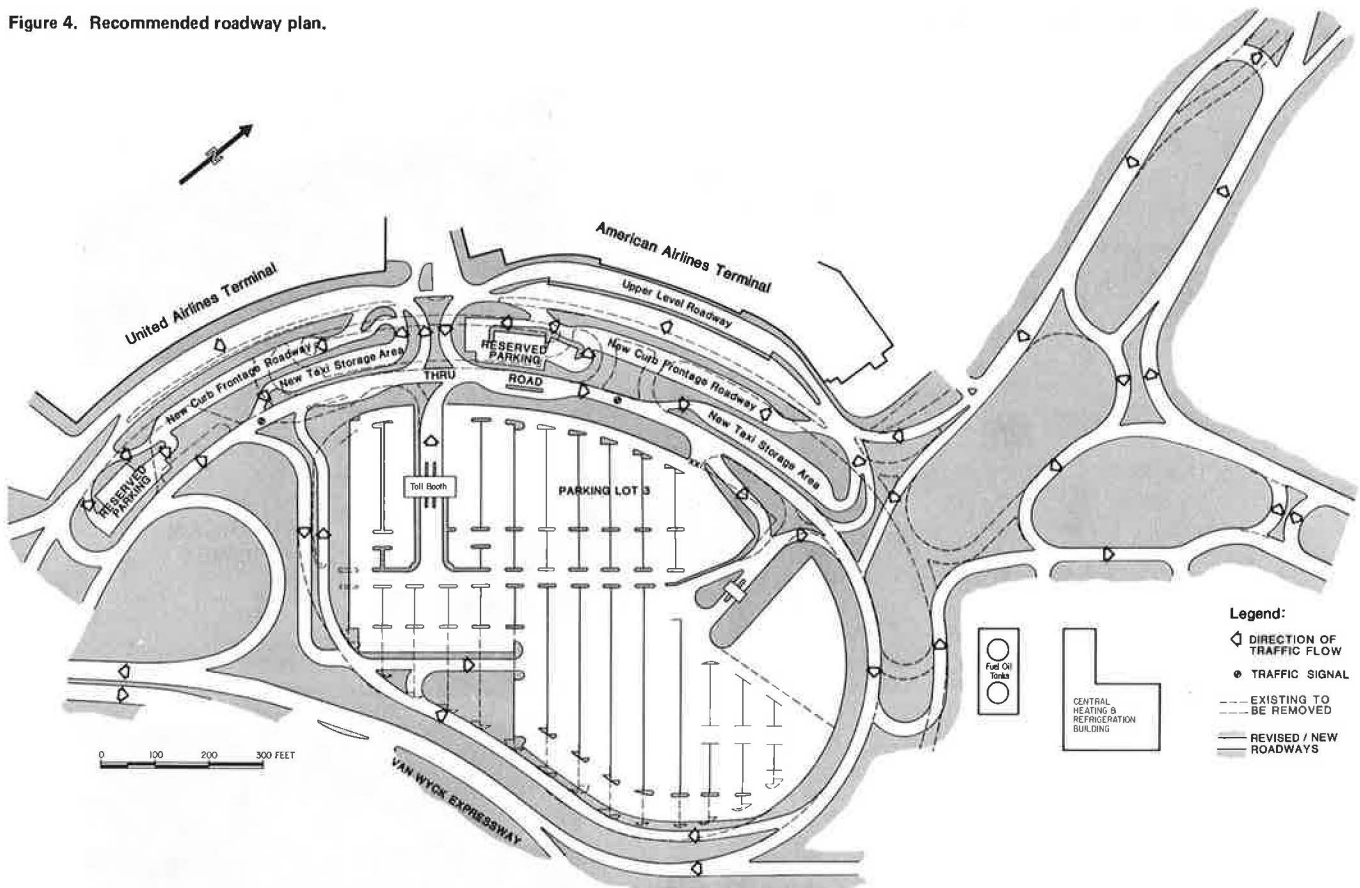 Figure 4. Recommended roadway plan.
N
United Airlines Terminal
American Airlines Terminal
Upper Level Roadway
New Curb Frontage Roadway
New Taxi Storage Area
RESERVED
PARKING
THRU
ROAD
New Curb Frontage Roadway
New Taxi Storage Area
RESERVED
PARKING
Toll Booth
PARKING LOT 3
0 100 200 300 FEET
VAN WYCK EXPRESSWAY
Fuel Oil
Tanks
CENTRAL
HEATING &
REFRIGERATION
BUILDING
Legend:
DIRECTION OF
TRAFFIC FLOW
TRAFFIC SIGNAL
EXISTING TO
BE REMOVED
REVISED / NEW
ROADWAYS